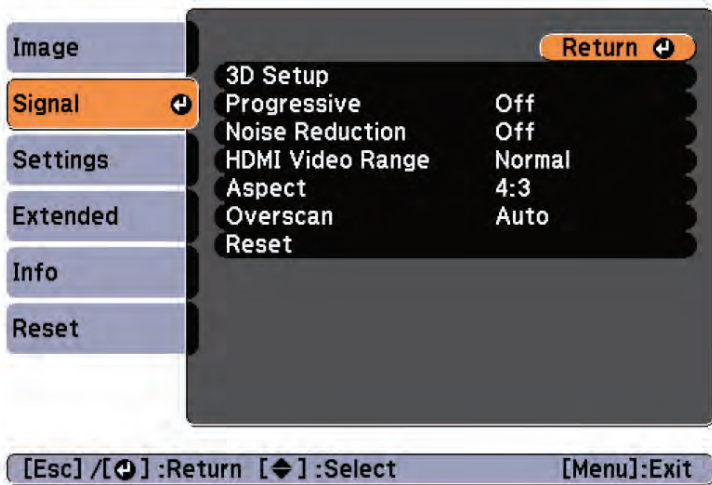 Image
Signal
Settings
Extended
Info
Reset
Return
3D Setup
Progressive Off
Noise Reduction Off
HDMI Video Range Normal
Aspect 4:3
Overscan Auto
Reset
[Esc] /[ ] :Return [ ] :Select [Menu]:Exit